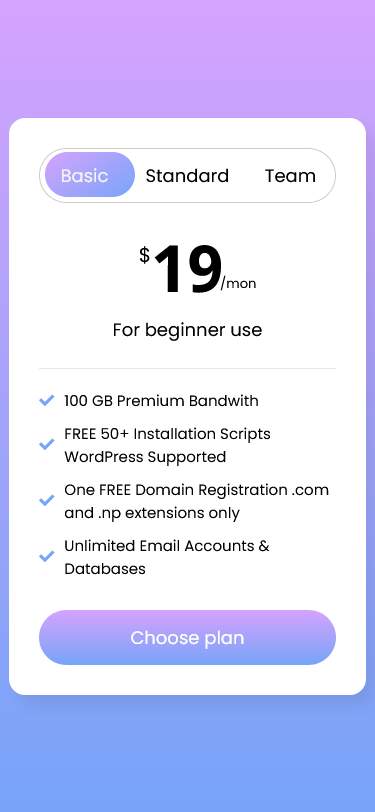 Basic Standard Team
$19/mon
For beginner use
100 GB Premium Bandwith
FREE 50+ Installation Scripts
WordPress Supported
One FREE Domain Registration .com
and .np extensions only
Unlimited Email Accounts &
Databases
Choose plan